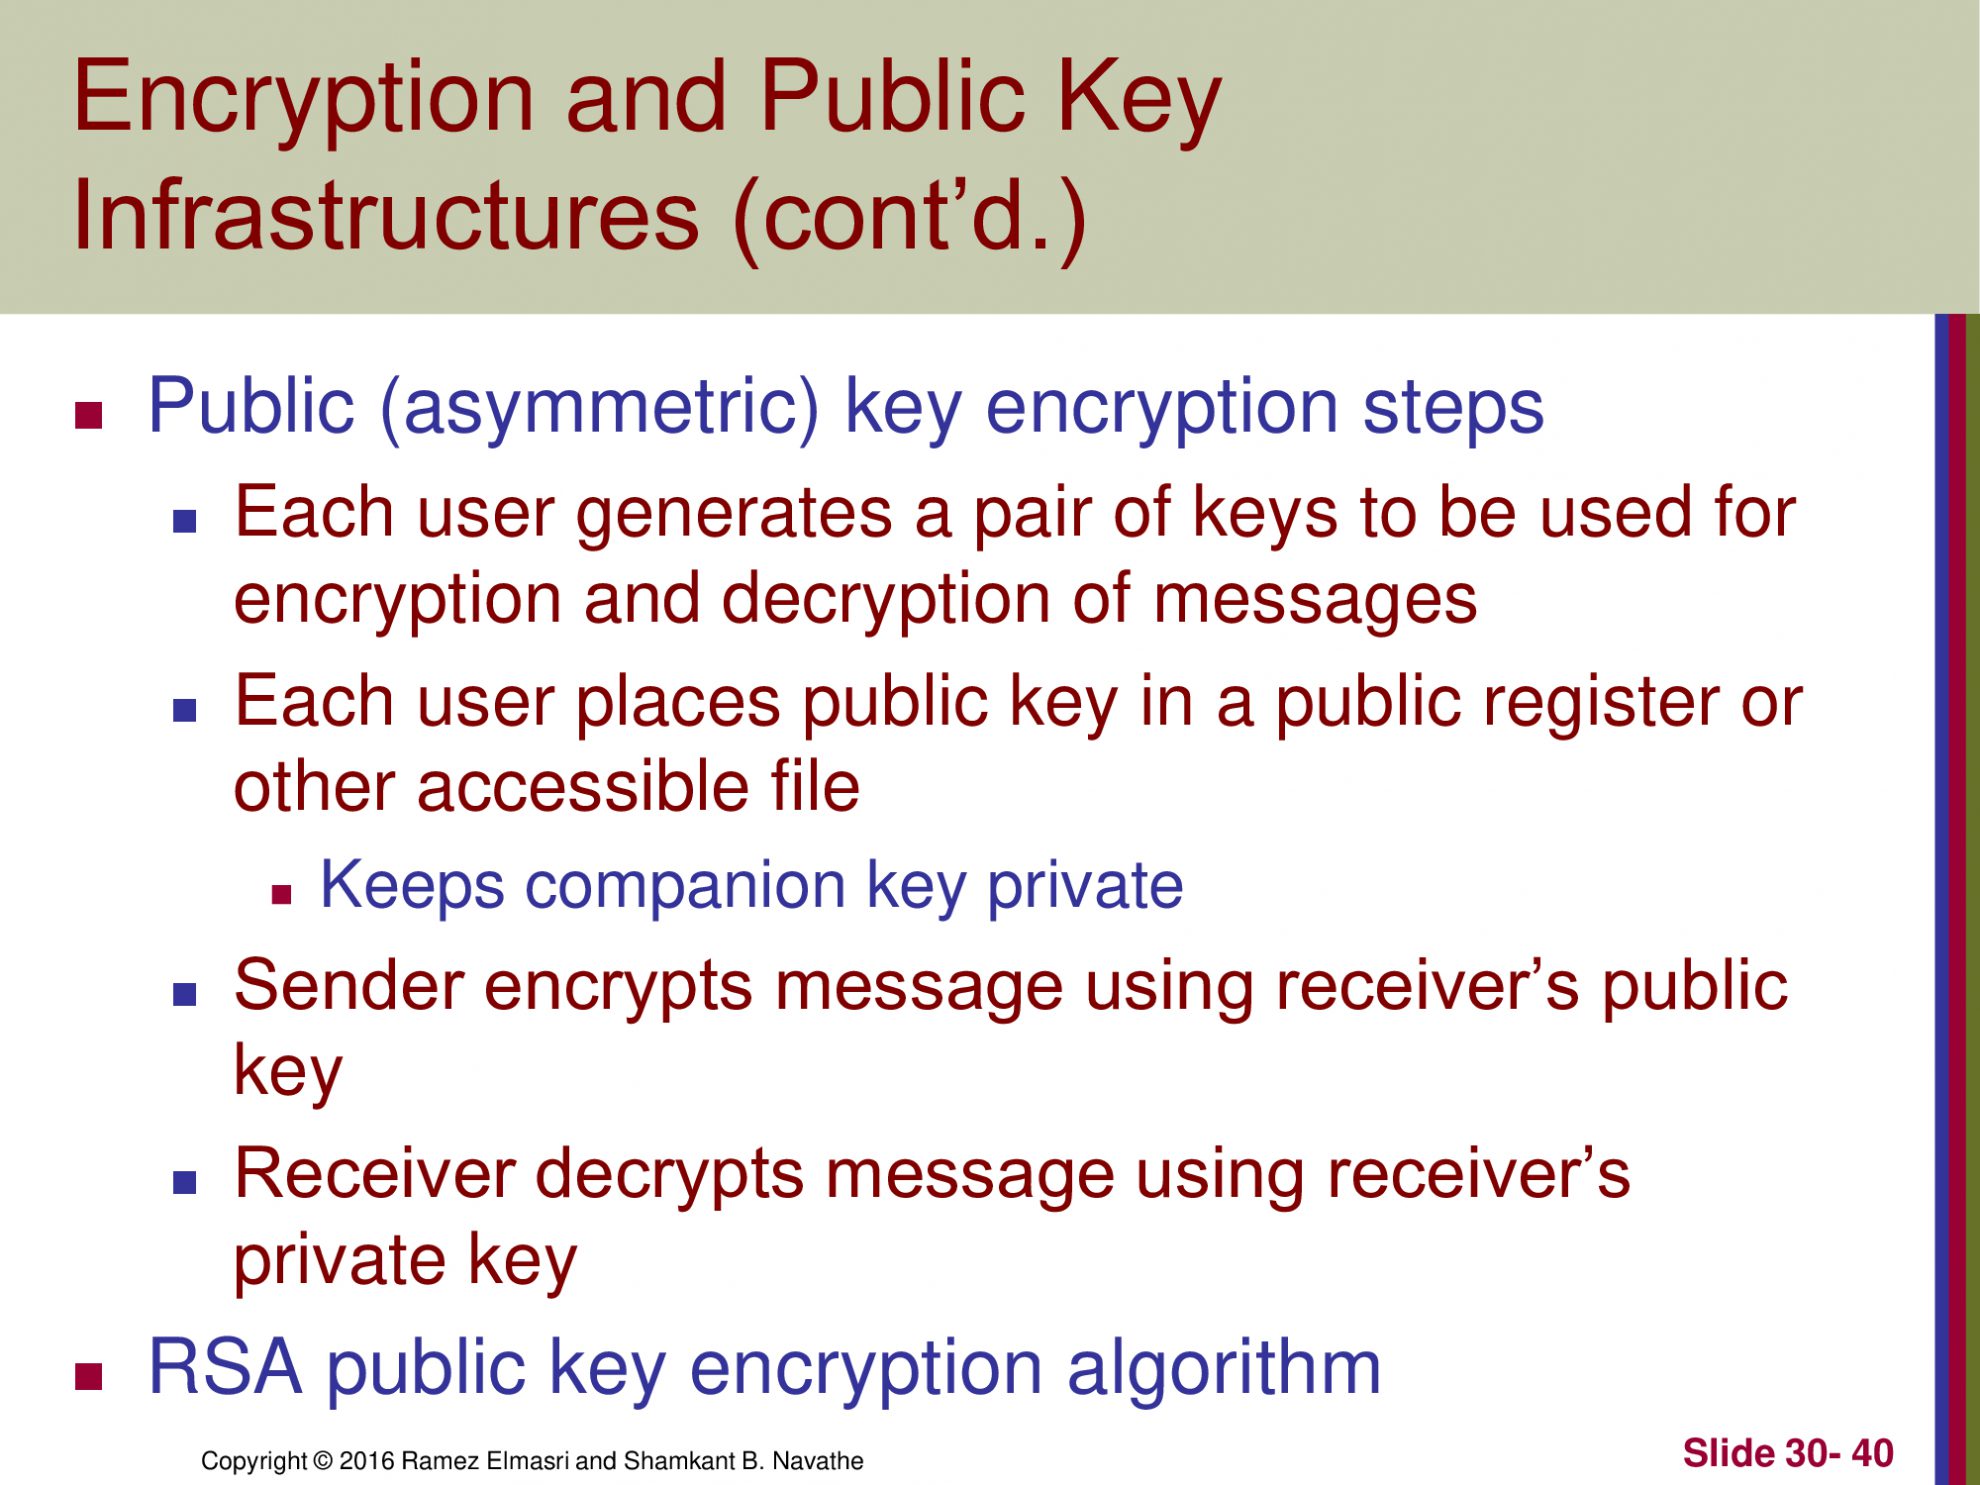 Encryption and Public Key
Infrastructures (cont’d.)
Public (asymmetric) key encryption steps
Each user generates a pair of keys to be used for
encryption and decryption of messages
Each user places public key in a public register or
other accessible file
Keeps companion key private
Sender encrypts message using receiver’s public
key
Receiver decrypts message using receiver’s
private key
RSA public key encryption algorithm
Copyright © 2016 Ramez Elmasri and Shamkant B. Navathe
Slide 30- 40